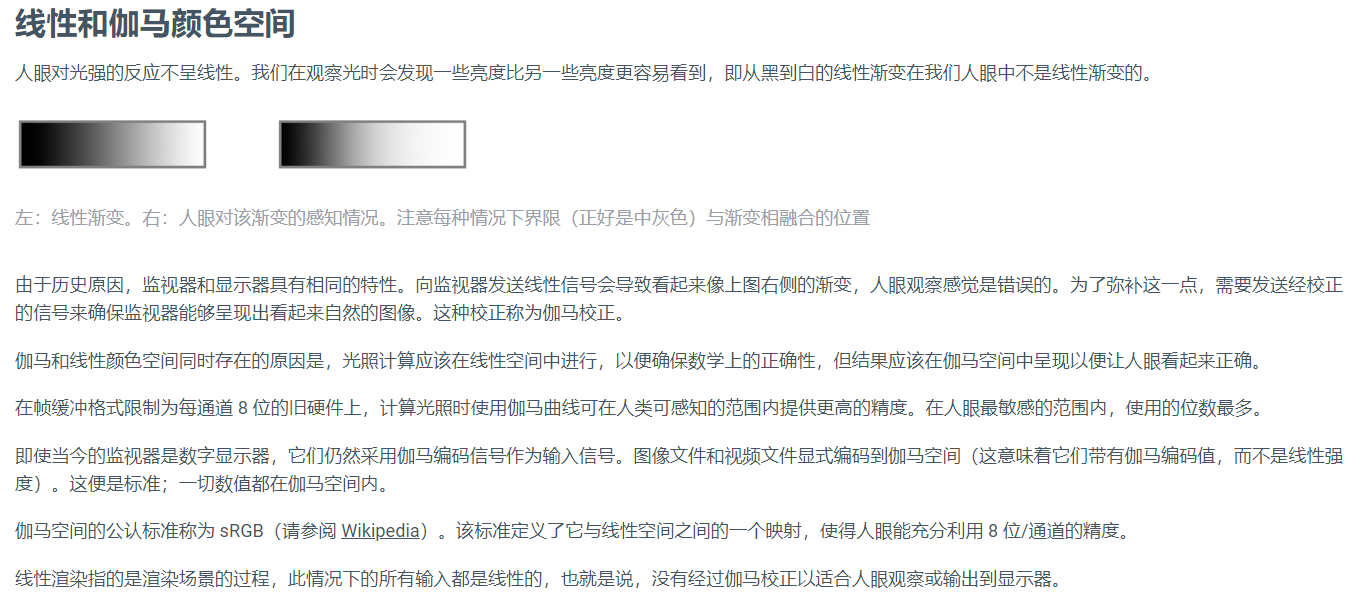 线性和伽马颜色空间
人眼对光强的反应不呈线性。我们在观察光时会发现一些亮度比另一些亮度更容易看到，即从黑到白的线性渐变在我们人眼中不是线性渐变的。
左：线性渐变。右：人眼对该渐变的感知情况。注意每种情况下界限（正好是中灰色）与渐变相融合的位置
由于历史原因，监视器和显示器具有相同的特性。向监视器发送线性信号会导致看起来像上图右侧的渐变，人眼观察感觉是错误的。为了弥补这一点，需要发送经校正
的信号来确保监视器能够呈现出看起来自然的图像。这种校正称为伽马校正。
伽马和线性颜色空间同时存在的原因是，光照计算应该在线性空间中进行，以便确保数学上的正确性，但结果应该在伽马空间中呈现以便让人眼看起来正确。
在帧缓冲格式限制为每通道 8 位的旧硬件上，计算光照时使用伽马曲线可在人类可感知的范围内提供更高的精度。在人眼最敏感的范围内，使用的位数最多。
即使当今的监视器是数字显示器，它们仍然采用伽马编码信号作为输入信号。图像文件和视频文件显式编码到伽马空间（这意味着它们带有伽马编码值，而不是线性强
度）。这便是标准；一切数值都在伽马空间内。
伽马空间的公认标准称为 sRGB（请参阅 Wikipedia）。该标准定义了它与线性空间之间的一个映射，使得人眼能充分利用 8 位/通道的精度。
线性渲染指的是渲染场景的过程，此情况下的所有输入都是线性的，也就是说，没有经过伽马校正以适合人眼观察或输出到显示器。